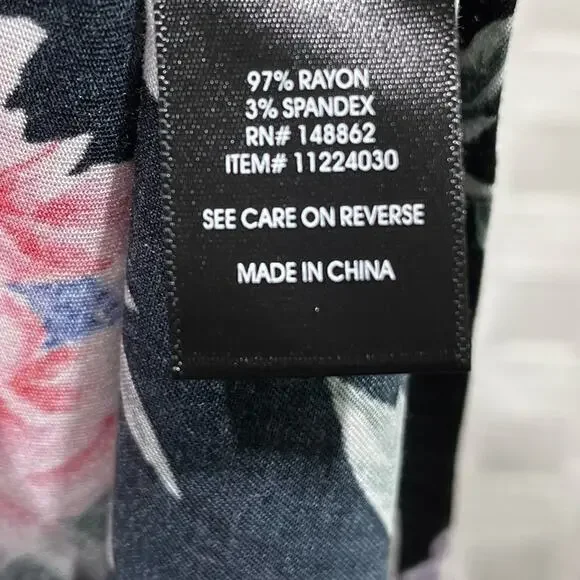 97% RAYON
3% SPANDEX
RN# 148862
ITEM# 11224030
SEE CARE ON REVERSE
MADE IN CHINA